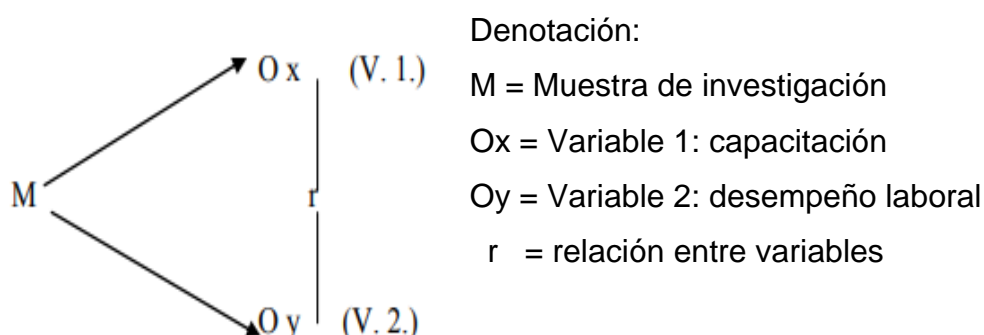 Denotación:
O x (V. 1.)
M = Muestra de investigación
Ox = Variable 1: capacitación
M
r
Oy = Variable 2: desempeño laboral
r = relación entre variables
O y (V. 2.)